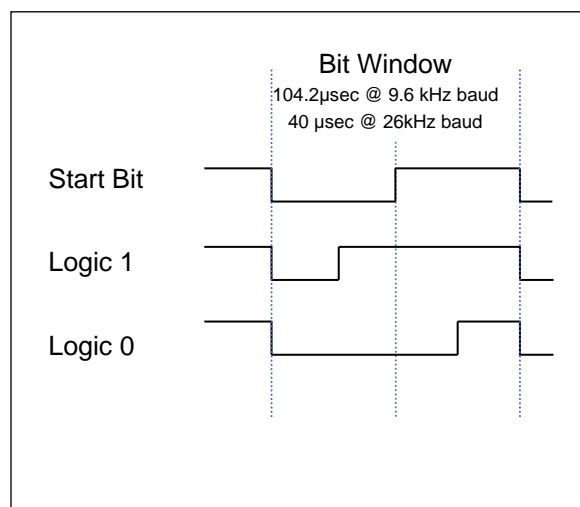 Bit Window
104.2μsec @ 9.6 kHz baud
40 μsec @ 26kHz baud
Start Bit
Logic 1
Logic 0